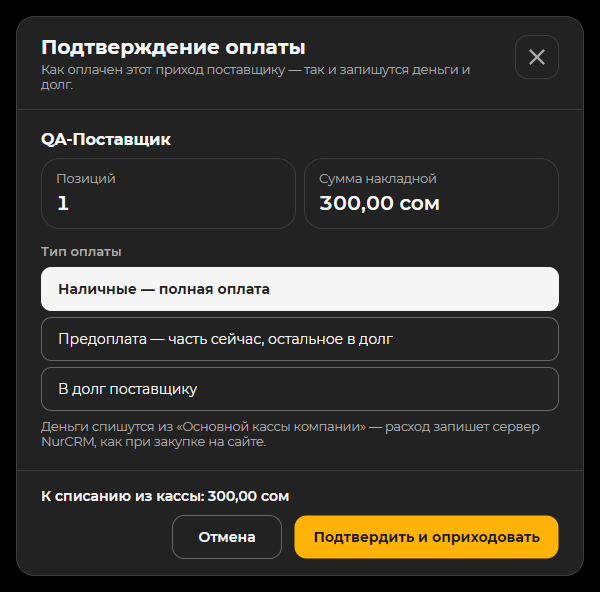 Подтверждение оплаты
Как оплачен этот приход поставщику — так и запишутся деньги и
долг.
QA-Поставщик
Позиций
1
Сумма накладной
300,00 сом
Тип оплаты
Наличные — полная оплата
Предоплата — часть сейчас, остальное в долг
В долг поставщику
Деньги спишутся из «Основной кассы компании» — расход запишет сервер
NurCRM, как при закупке на сайте.
К списанию из кассы: 300,00 сом
Отмена
Подтвердить и оприходовать